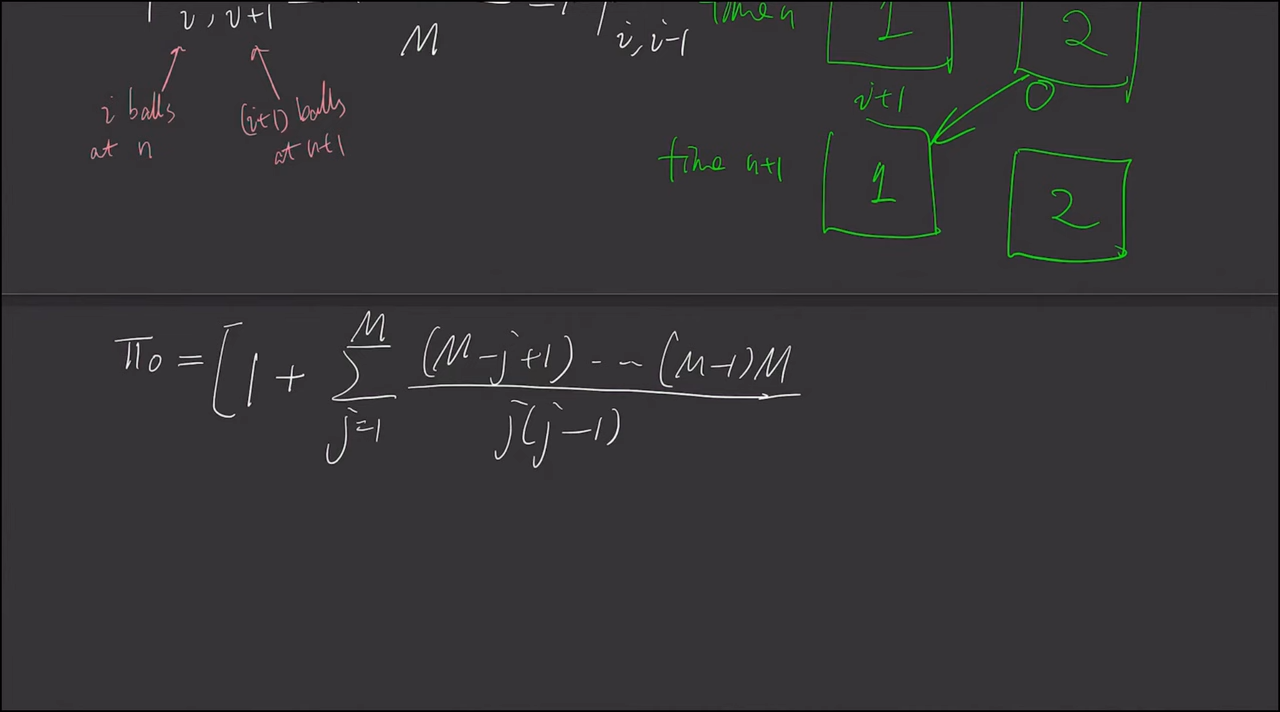 i, i+1
M
i, i-1
time n
1
2
i balls
at n
(i+1) balls
at n+1
i+1
time n+1
1
2
π0 = [1 + Σ_{j=1}^{M} (M-j+1) -- (M-1)M / j(j-1)